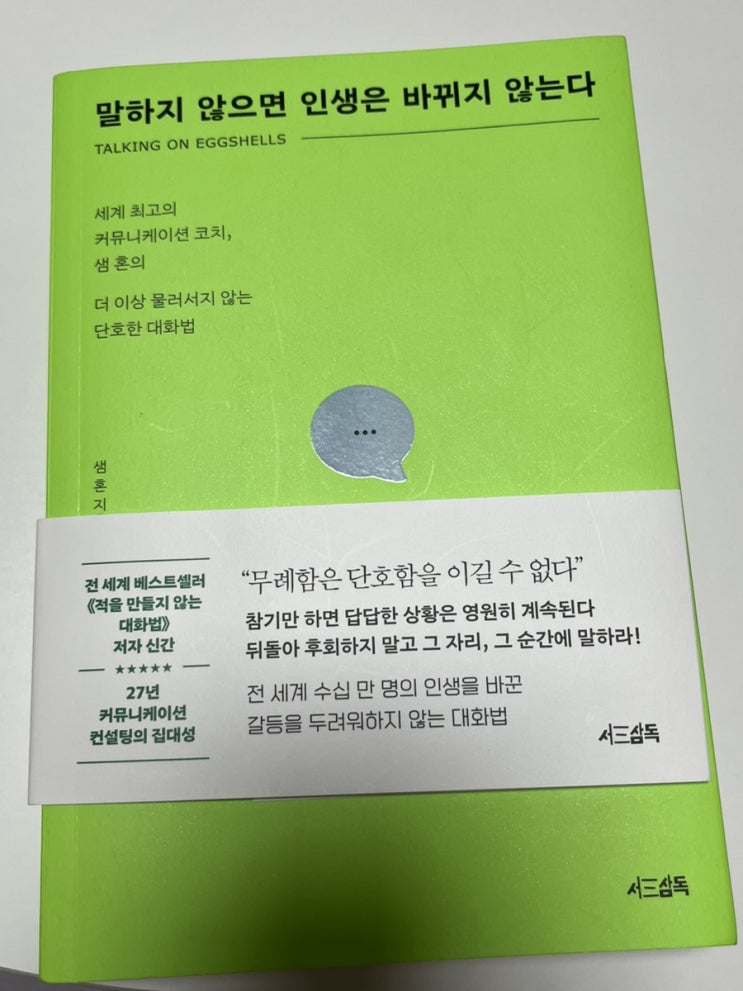 말하지 않으면 인생은 바뀌지 않는다
TALKING ON EGGSHELLS
세계 최고의
커뮤니케이션 코치,
샘 혼의
더 이상 물러서지 않는
단호한 대화법
...
샘
혼
지
전 세계 베스트셀러
《적을 만들지 않는
대화법》
저자 신간
★★★★★
27년
커뮤니케이션
컨설팅의 집대성
“무례함은 단호함을 이길 수 없다”
참기만 하면 답답한 상황은 영원히 계속된다
뒤돌아 후회하지 말고 그 자리, 그 순간에 말하라!
전 세계 수십 만 명의 인생을 바꾼
갈등을 두려워하지 않는 대화법
서三삼독
서三삼독